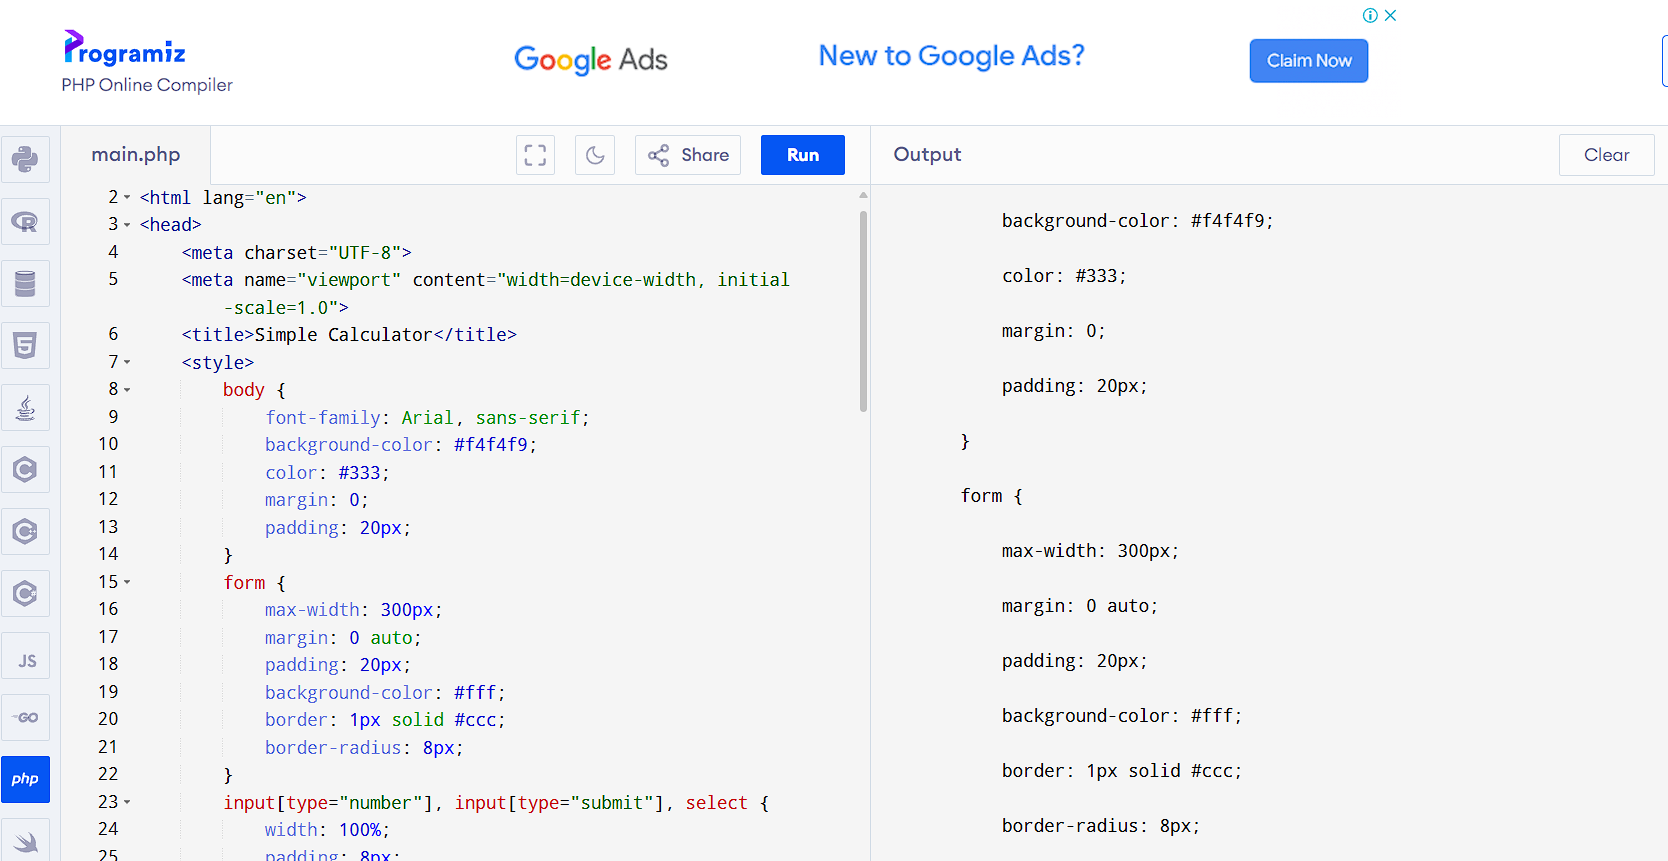 Programiz
PHP Online Compiler
Google Ads
New to Google Ads?
Claim Now
main.php
Share
Run
Output
Clear
2 <html lang="en">
3 <head>
4 <meta charset="UTF-8">
5 <meta name="viewport" content="width=device-width, initial
-scale=1.0">
6 <title>Simple Calculator</title>
7 <style>
8 body {
9 font-family: Arial, sans-serif;
10 background-color: #f4f4f9;
11 color: #333;
12 margin: 0;
13 padding: 20px;
14 }
15 form {
16 max-width: 300px;
17 margin: 0 auto;
18 padding: 20px;
19 background-color: #fff;
20 border: 1px solid #ccc;
21 border-radius: 8px;
22 }
23 input[type="number"], input[type="submit"], select {
24 width: 100%;
25 padding: 8px;
background-color: #f4f4f9;
color: #333;
margin: 0;
padding: 20px;
}
form {
max-width: 300px;
margin: 0 auto;
padding: 20px;
background-color: #fff;
border: 1px solid #ccc;
border-radius: 8px;
R
5
C
C++
C#
JS
GO
php